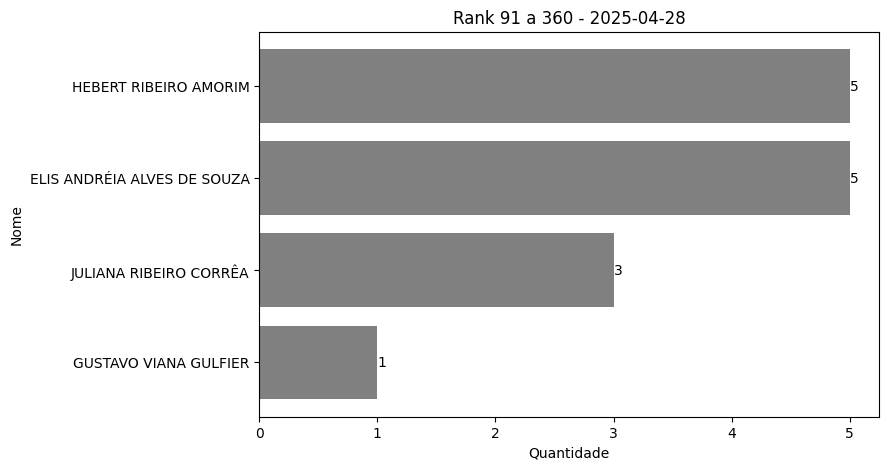 Rank 91 a 360 - 2025-04-28
HEBERT RIBEIRO AMORIM
5
ELIS ANDRÉIA ALVES DE SOUZA
5
Nome
JULIANA RIBEIRO CORRÊA
3
GUSTAVO VIANA GULFIER
1
0 1 2 3 4 5
Quantidade